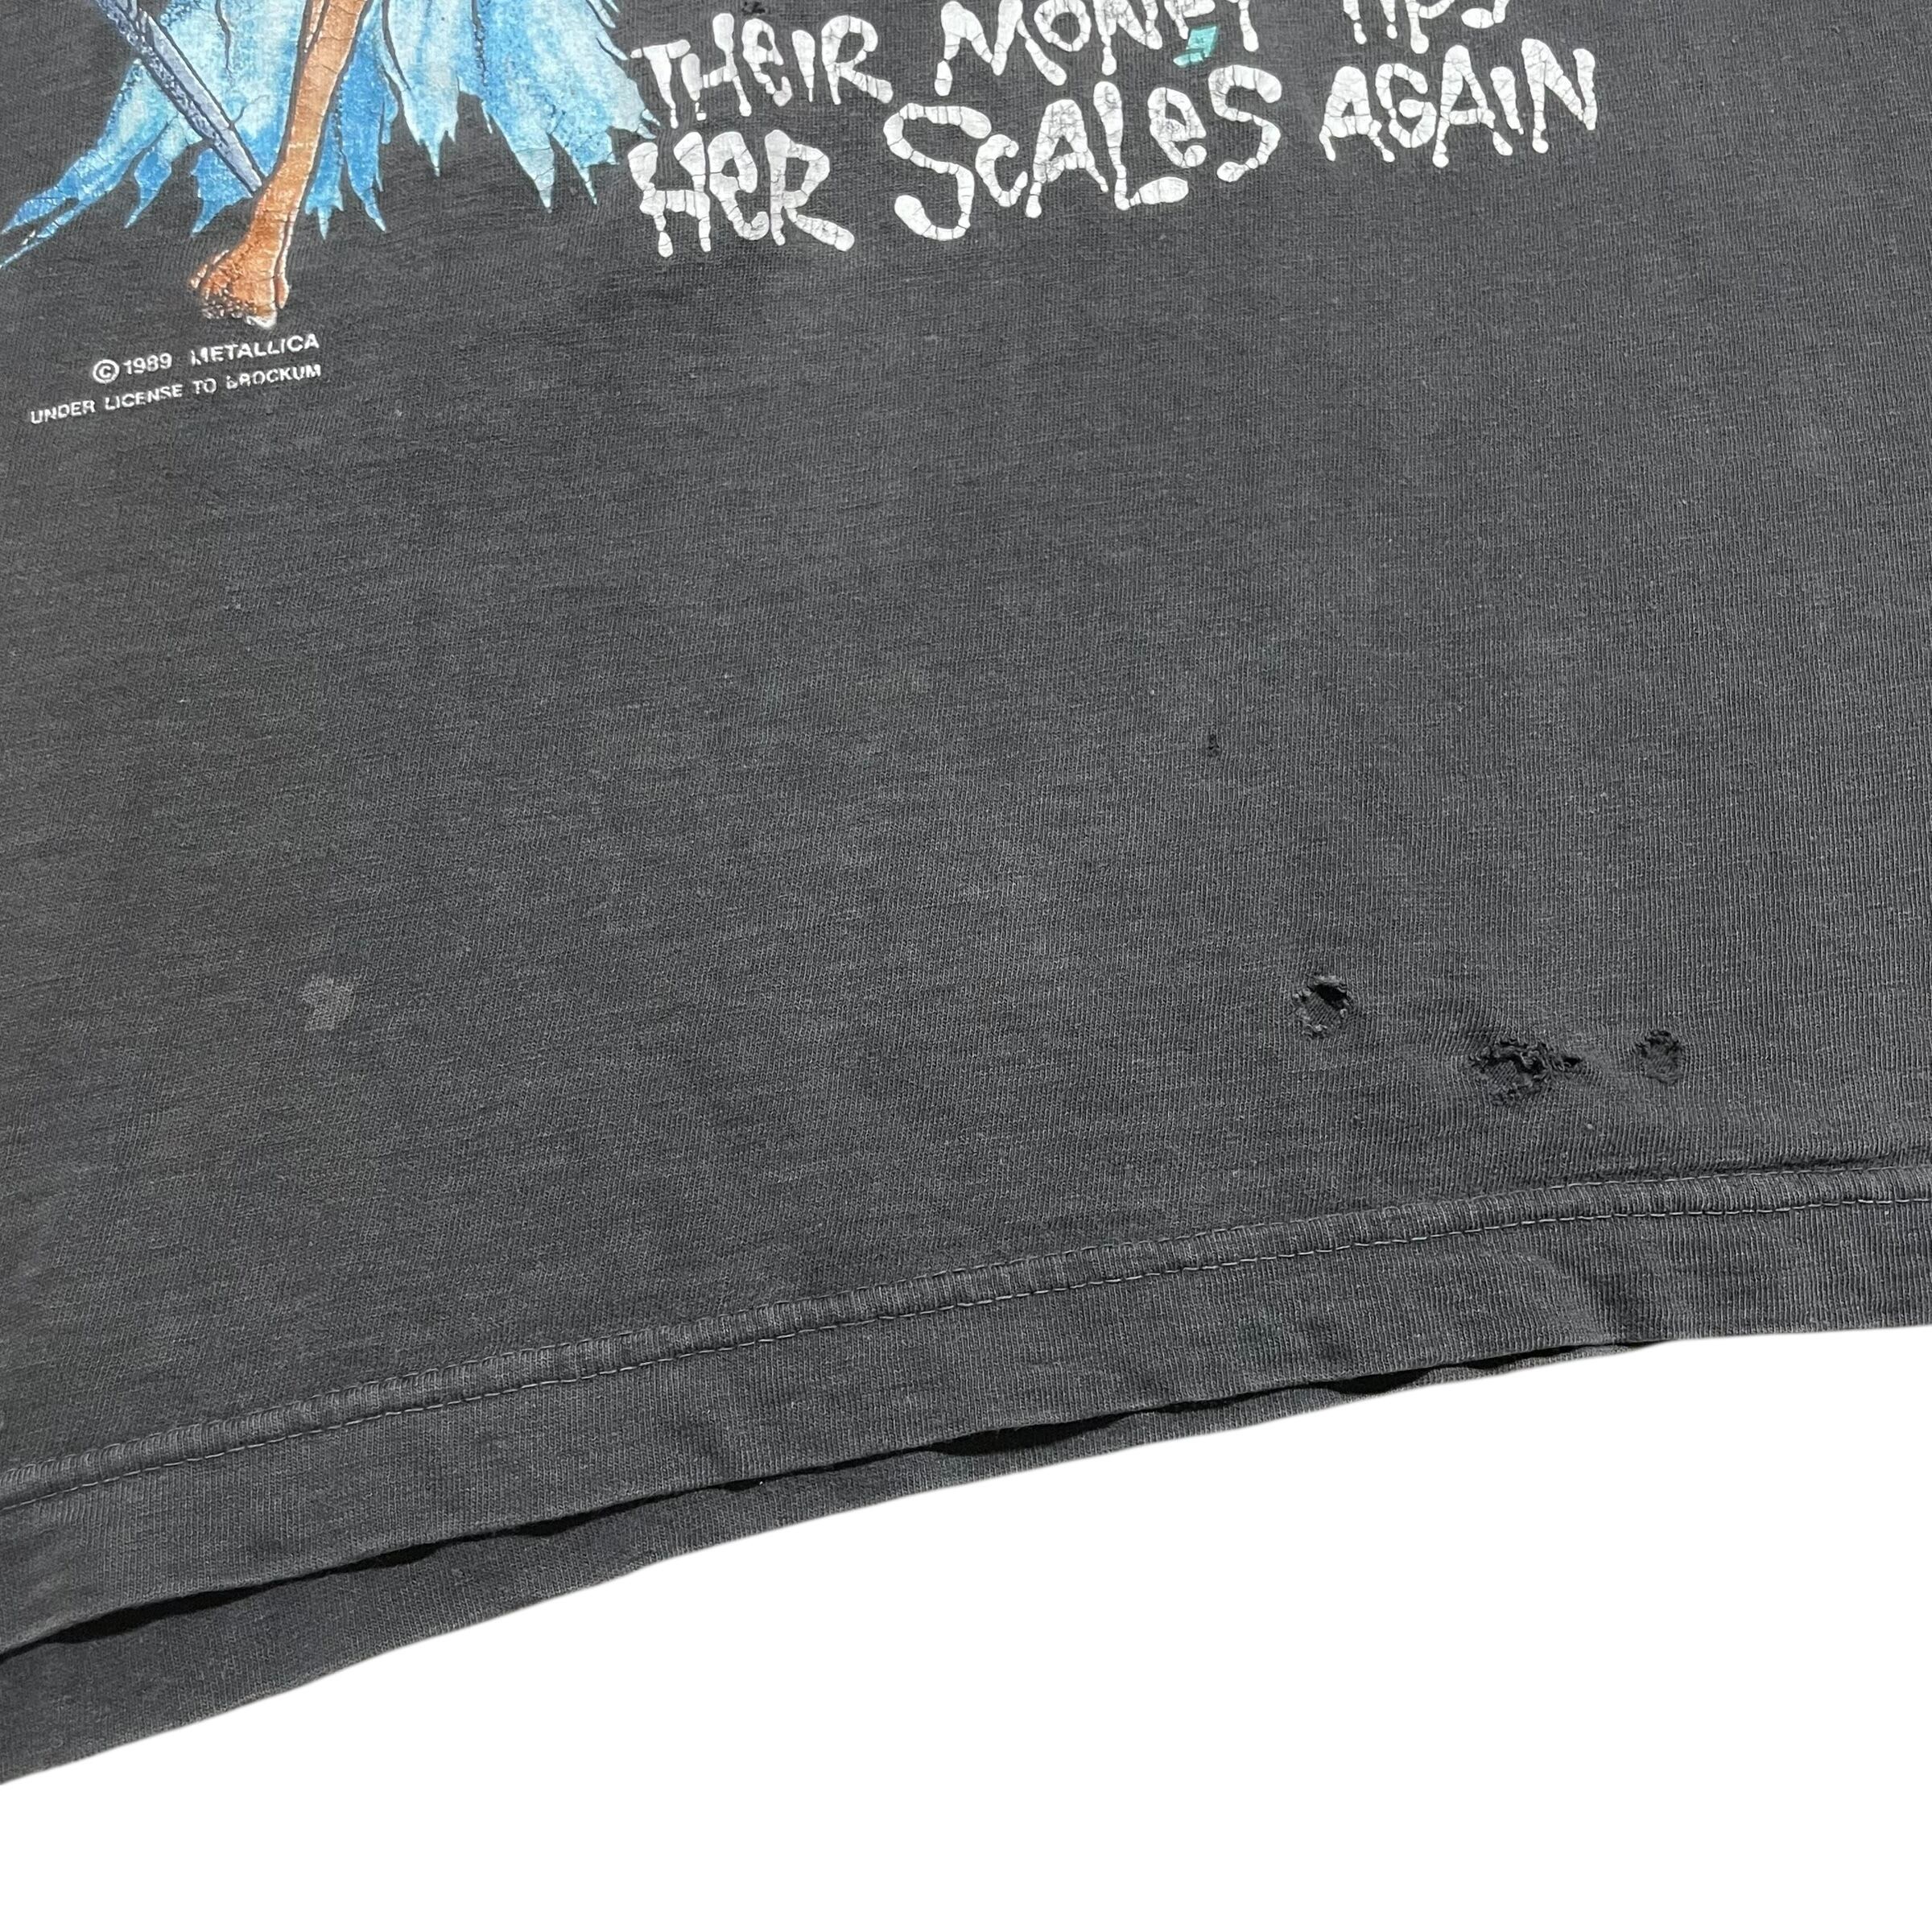 THEIR MONEY TIPS
HER SCALES AGAIN
© 1989 METALLICA
UNDER LICENSE TO BROCKUM